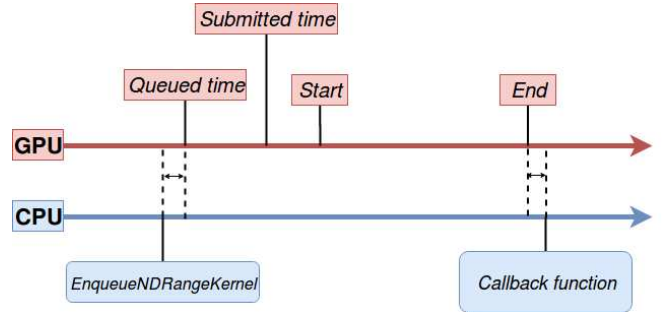 Submitted time
Queued time
Start
End
GPU
CPU
EnqueueNDRangeKernel
Callback function